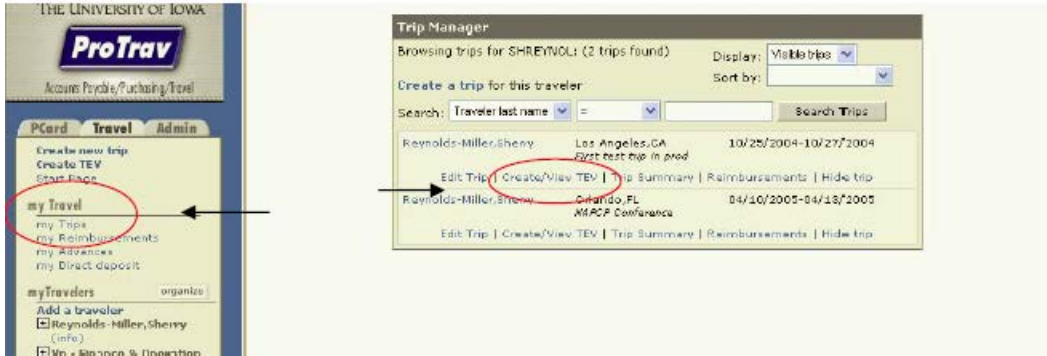 THE UNIVERSITY OF IOWA
ProTrav
Accounts Payable/Purchasing/Travel
PCard Travel Admin
Create new trip
Create TEV
Start Page
my Travel
my Trips
my Reimbursements
my Advances
my Direct deposit
myTravelers organize
Add a traveler
Reynolds-Miller,Sherry
(info)
Finance & Operation
Trip Manager
Browsing trips for SHREYNOL: (2 trips found) Display: Visible trips
Create a trip for this traveler Sort by:
Search: Traveler last name = Search Trips
Reynolds-Miller,Sherry Los Angeles,CA 10/25/2004-10/27/2004
First test trip in prod
Edit Trip | Create/View TEV | Trip Summary | Reimbursements | Hide trip
Reynolds-Miller,Sherry Orlando,FL 04/10/2005-04/13/2005
NAPCP Conference
Edit Trip | Create/View TEV | Trip Summary | Reimbursements | Hide trip